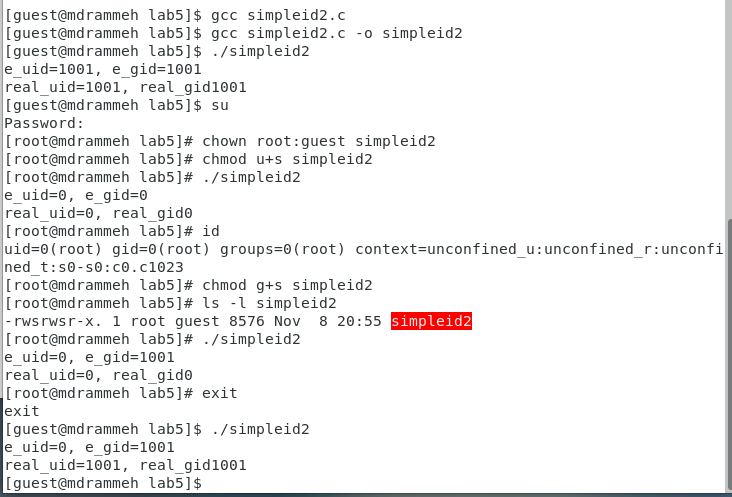 [guest@mdrammeh lab5]$ gcc simpleid2.c
[guest@mdrammeh lab5]$ gcc simpleid2.c -o simpleid2
[guest@mdrammeh lab5]$ ./simpleid2
e_uid=1001, e_gid=1001
real_uid=1001, real_gid1001
[guest@mdrammeh lab5]$ su
Password:
[root@mdrammeh lab5]# chown root:guest simpleid2
[root@mdrammeh lab5]# chmod u+s simpleid2
[root@mdrammeh lab5]# ./simpleid2
e_uid=0, e_gid=0
real_uid=0, real_gid0
[root@mdrammeh lab5]# id
uid=0(root) gid=0(root) groups=0(root) context=unconfined_u:unconfined_r:unconfi
ned_t:s0-s0:c0.c1023
[root@mdrammeh lab5]# chmod g+s simpleid2
[root@mdrammeh lab5]# ls -l simpleid2
-rwsrwsr-x. 1 root guest 8576 Nov  8 20:55 simpleid2
[root@mdrammeh lab5]# ./simpleid2
e_uid=0, e_gid=1001
real_uid=0, real_gid0
[root@mdrammeh lab5]# exit
exit
[guest@mdrammeh lab5]$ ./simpleid2
e_uid=0, e_gid=1001
real_uid=1001, real_gid1001
[guest@mdrammeh lab5]$